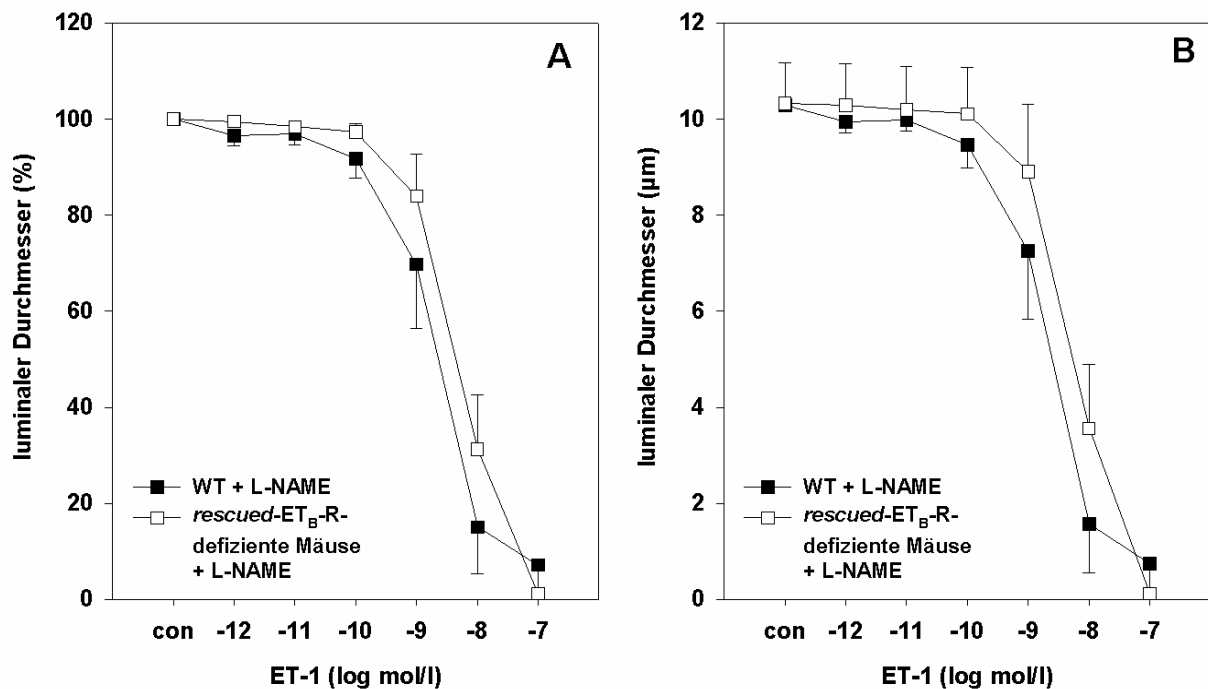 A
luminaler Durchmesser (%)
120
100
80
60
40
20
0
WT + L-NAME
rescued-ETB-R-
defiziente Mäuse
+ L-NAME
con -12 -11 -10 -9 -8 -7
ET-1 (log mol/l)
B
luminaler Durchmesser (µm)
12
10
8
6
4
2
0
WT + L-NAME
rescued-ETB-R-
defiziente Mäuse
+ L-NAME
con -12 -11 -10 -9 -8 -7
ET-1 (log mol/l)